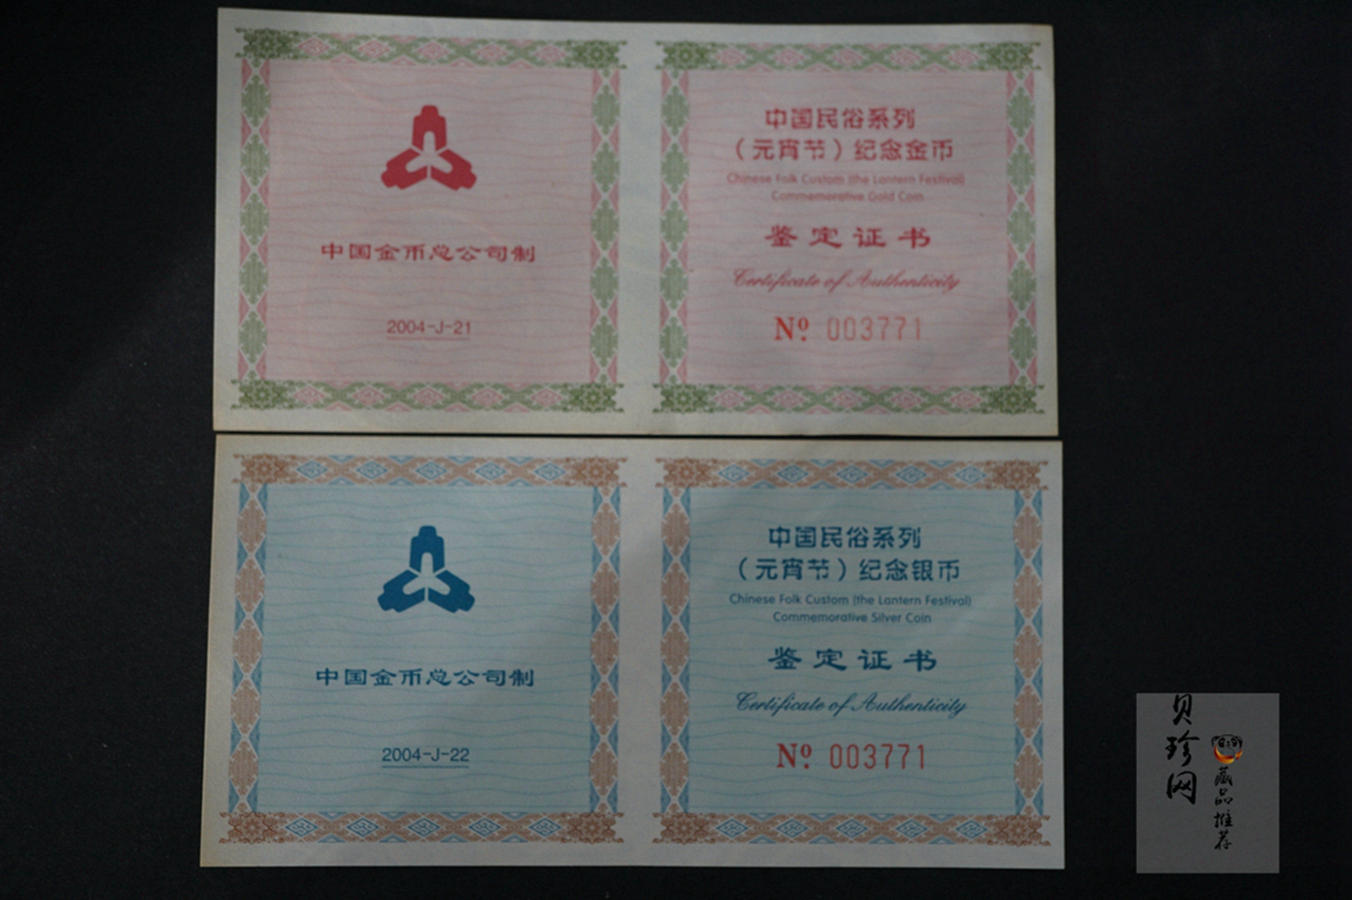 中国金币总公司制
2004-J-21
中国民俗系列
（元宵节）纪念金币
Chinese Folk Custom (the Lantern Festival)
Commemorative Gold Coin
鉴定证书
Certificate of Authenticity
Nº 003771
中国金币总公司制
2004-J-22
中国民俗系列
（元宵节）纪念银币
Chinese Folk Custom (the Lantern Festival)
Commemorative Silver Coin
鉴定证书
Certificate of Authenticity
Nº 003771
贝珍网
藏品推荐